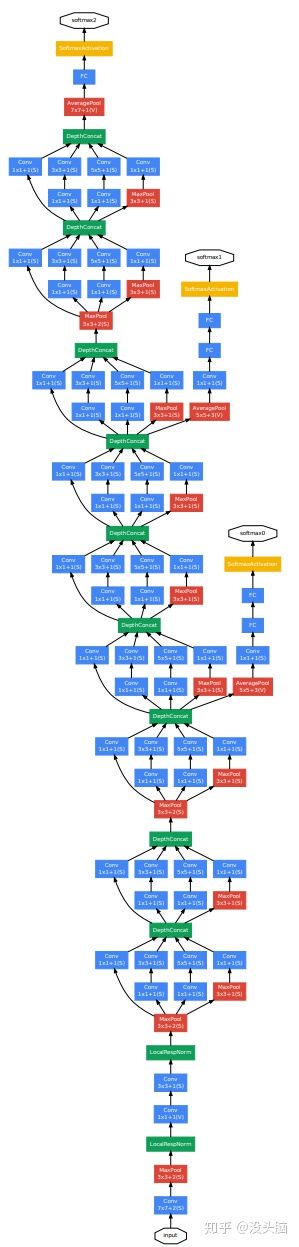 softmax2
SoftmaxActivation
FC
AveragePool
7x7+1(V)
DepthConcat
Conv Conv Conv Conv
1x1+1(S) 3x3+1(S) 5x5+1(S) 1x1+1(S)
Conv Conv MaxPool
1x1+1(S) 1x1+1(S) 3x3+1(S)
DepthConcat
softmax1
Conv Conv Conv Conv
1x1+1(S) 3x3+1(S) 5x5+1(S) 1x1+1(S)
SoftmaxActivation
Conv Conv MaxPool
1x1+1(S) 1x1+1(S) 3x3+1(S)
FC
MaxPool
3x3+2(S)
DepthConcat FC
Conv Conv Conv Conv Conv
1x1+1(S) 3x3+1(S) 5x5+1(S) 1x1+1(S) 1x1+1(S)
Conv Conv MaxPool AveragePool
1x1+1(S) 1x1+1(S) 3x3+1(S) 5x5+3(V)
DepthConcat
Conv Conv Conv Conv
1x1+1(S) 3x3+1(S) 5x5+1(S) 1x1+1(S)
Conv Conv MaxPool
1x1+1(S) 1x1+1(S) 3x3+1(S)
DepthConcat softmax0
Conv Conv Conv Conv
1x1+1(S) 3x3+1(S) 5x5+1(S) 1x1+1(S)
SoftmaxActivation
Conv Conv MaxPool
1x1+1(S) 1x1+1(S) 3x3+1(S)
FC
DepthConcat FC
Conv Conv Conv Conv Conv
1x1+1(S) 3x3+1(S) 5x5+1(S) 1x1+1(S) 1x1+1(S)
Conv Conv MaxPool AveragePool
1x1+1(S) 1x1+1(S) 3x3+1(S) 5x5+3(V)
DepthConcat
Conv Conv Conv Conv
1x1+1(S) 3x3+1(S) 5x5+1(S) 1x1+1(S)
Conv Conv MaxPool
1x1+1(S) 1x1+1(S) 3x3+1(S)
MaxPool
3x3+2(S)
DepthConcat
Conv Conv Conv Conv
1x1+1(S) 3x3+1(S) 5x5+1(S) 1x1+1(S)
Conv Conv MaxPool
1x1+1(S) 1x1+1(S) 3x3+1(S)
DepthConcat
Conv Conv Conv Conv
1x1+1(S) 3x3+1(S) 5x5+1(S) 1x1+1(S)
Conv Conv MaxPool
1x1+1(S) 1x1+1(S) 3x3+1(S)
MaxPool
3x3+2(S)
LocalRespNorm
Conv
3x3+1(S)
Conv
1x1+1(V)
LocalRespNorm
MaxPool
3x3+2(S)
Conv
7x7+2(S)
input
知乎 @没头脑